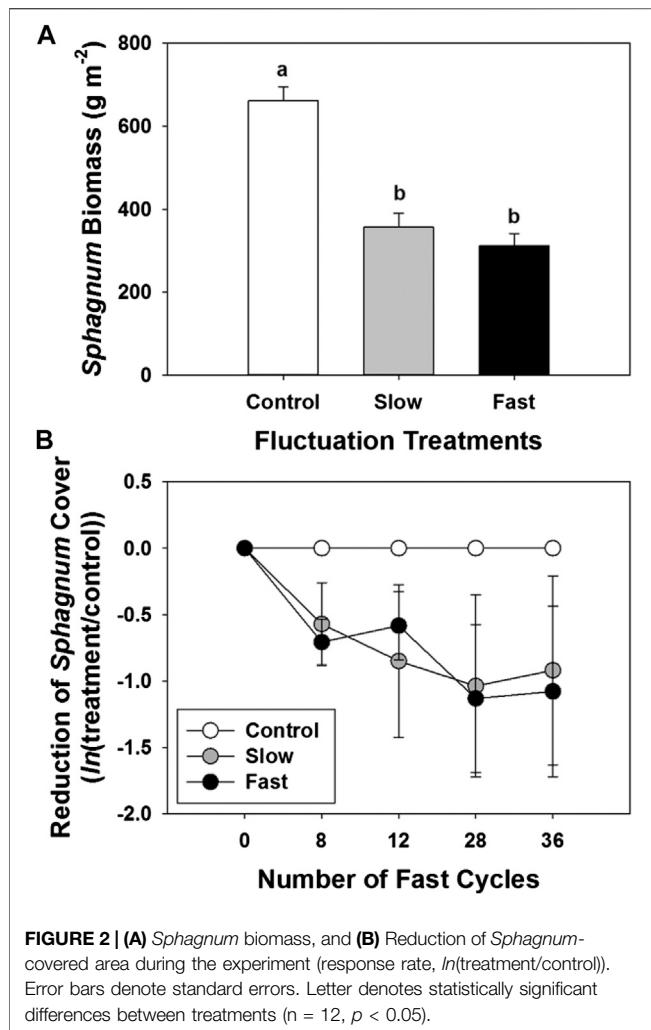 A
Sphagnum Biomass (g m⁻²)
800
600
400
200
0
a
b
b
Control
Slow
Fast
Fluctuation Treatments
B
Reduction of Sphagnum Cover
(ln(treatment/control))
0.5
0.0
-0.5
-1.0
-1.5
-2.0
Control
Slow
Fast
0
8
12
28
36
Number of Fast Cycles
FIGURE 2 | (A) Sphagnum biomass, and (B) Reduction of Sphagnum-
covered area during the experiment (response rate, ln(treatment/control)).
Error bars denote standard errors. Letter denotes statistically significant
differences between treatments (n = 12, p < 0.05).